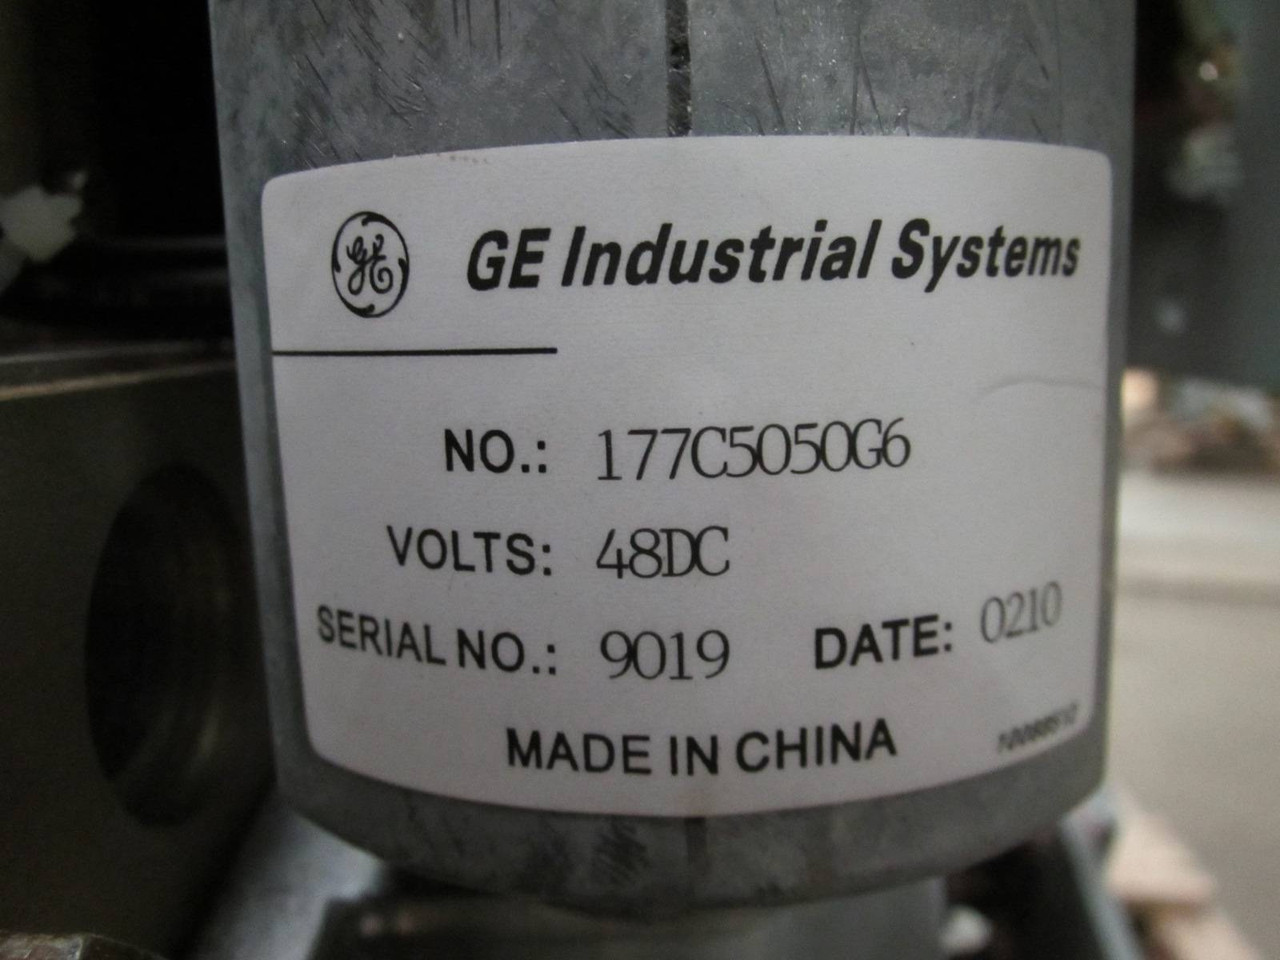 GE Industrial Systems
NO.: 177C5050G6
VOLTS: 48DC
SERIAL NO.: 9019 DATE: 0210
MADE IN CHINA